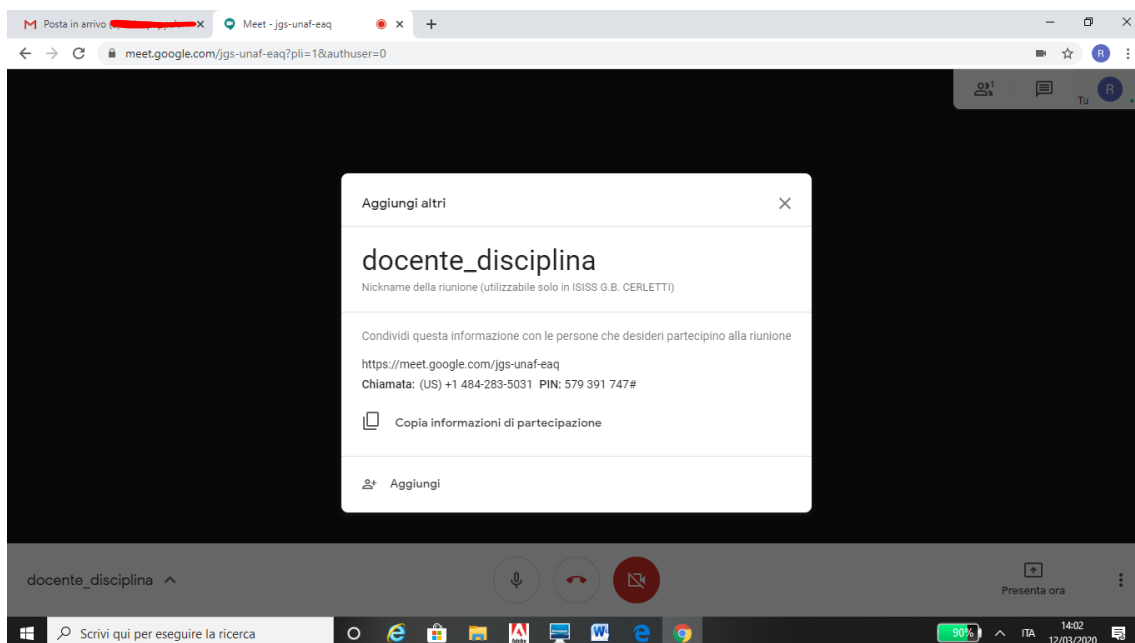 Posta in arrivo
Meet - jgs-unaf-eaq
meet.google.com/jgs-unaf-eaq?pli=1&authuser=0
R
1
Tu
R
Aggiungi altri
docente_disciplina
Nickname della riunione (utilizzabile solo in ISISS G.B. CERLETTI)
Condividi questa informazione con le persone che desideri partecipino alla riunione
https://meet.google.com/jgs-unaf-eaq
Chiamata: (US) +1 484-283-5031 PIN: 579 391 747#
Copia informazioni di partecipazione
Aggiungi
docente_disciplina
Presenta ora
Scrivi qui per eseguire la ricerca
Adobe
W
90%
ITA
14:02
12/03/2020